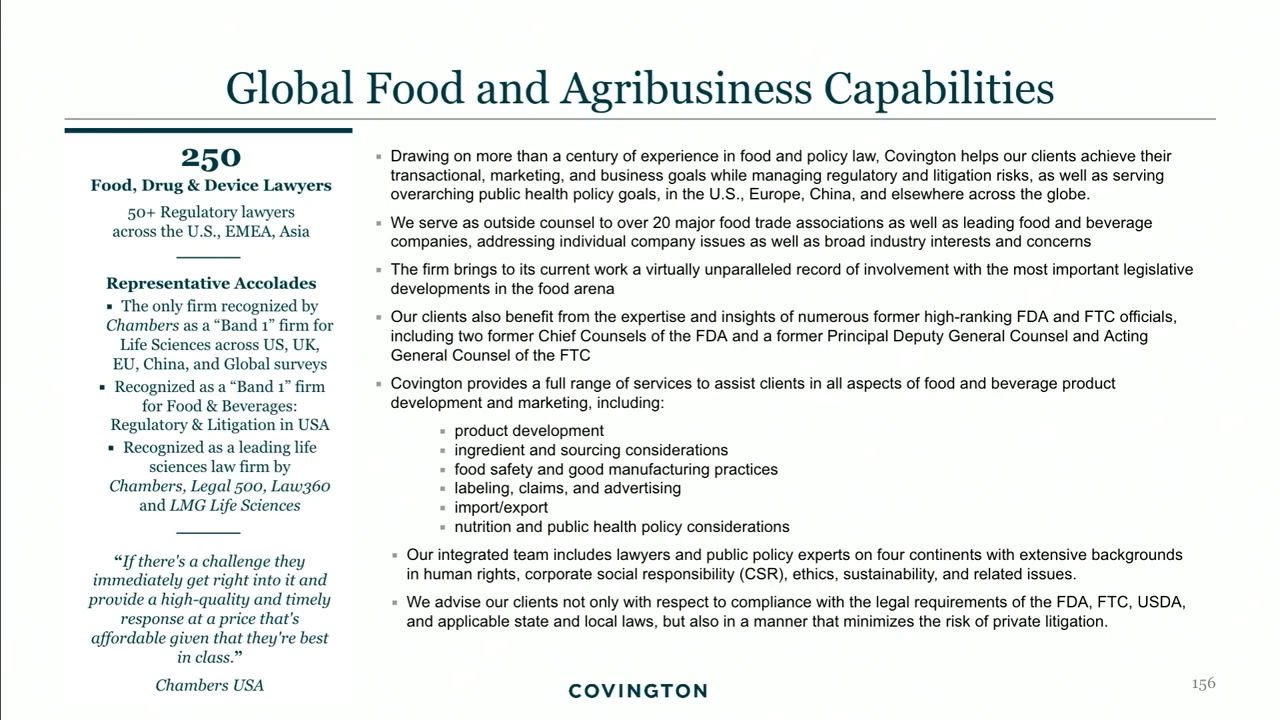 Global Food and Agribusiness Capabilities
250
Food, Drug & Device Lawyers
50+ Regulatory lawyers
across the U.S., EMEA, Asia
Representative Accolades
▪ The only firm recognized by
Chambers as a “Band 1” firm for
Life Sciences across US, UK,
EU, China, and Global surveys
▪ Recognized as a “Band 1” firm
for Food & Beverages:
Regulatory & Litigation in USA
▪ Recognized as a leading life
sciences law firm by
Chambers, Legal 500, Law360
and LMG Life Sciences
“If there's a challenge they
immediately get right into it and
provide a high-quality and timely
response at a price that's
affordable given that they're best
in class.”
Chambers USA
▪ Drawing on more than a century of experience in food and policy law, Covington helps our clients achieve their
transactional, marketing, and business goals while managing regulatory and litigation risks, as well as serving
overarching public health policy goals, in the U.S., Europe, China, and elsewhere across the globe.
▪ We serve as outside counsel to over 20 major food trade associations as well as leading food and beverage
companies, addressing individual company issues as well as broad industry interests and concerns
▪ The firm brings to its current work a virtually unparalleled record of involvement with the most important legislative
developments in the food arena
▪ Our clients also benefit from the expertise and insights of numerous former high-ranking FDA and FTC officials,
including two former Chief Counsels of the FDA and a former Principal Deputy General Counsel and Acting
General Counsel of the FTC
▪ Covington provides a full range of services to assist clients in all aspects of food and beverage product
development and marketing, including:
▪ product development
▪ ingredient and sourcing considerations
▪ food safety and good manufacturing practices
▪ labeling, claims, and advertising
▪ import/export
▪ nutrition and public health policy considerations
▪ Our integrated team includes lawyers and public policy experts on four continents with extensive backgrounds
in human rights, corporate social responsibility (CSR), ethics, sustainability, and related issues.
▪ We advise our clients not only with respect to compliance with the legal requirements of the FDA, FTC, USDA,
and applicable state and local laws, but also in a manner that minimizes the risk of private litigation.
COVINGTON
156